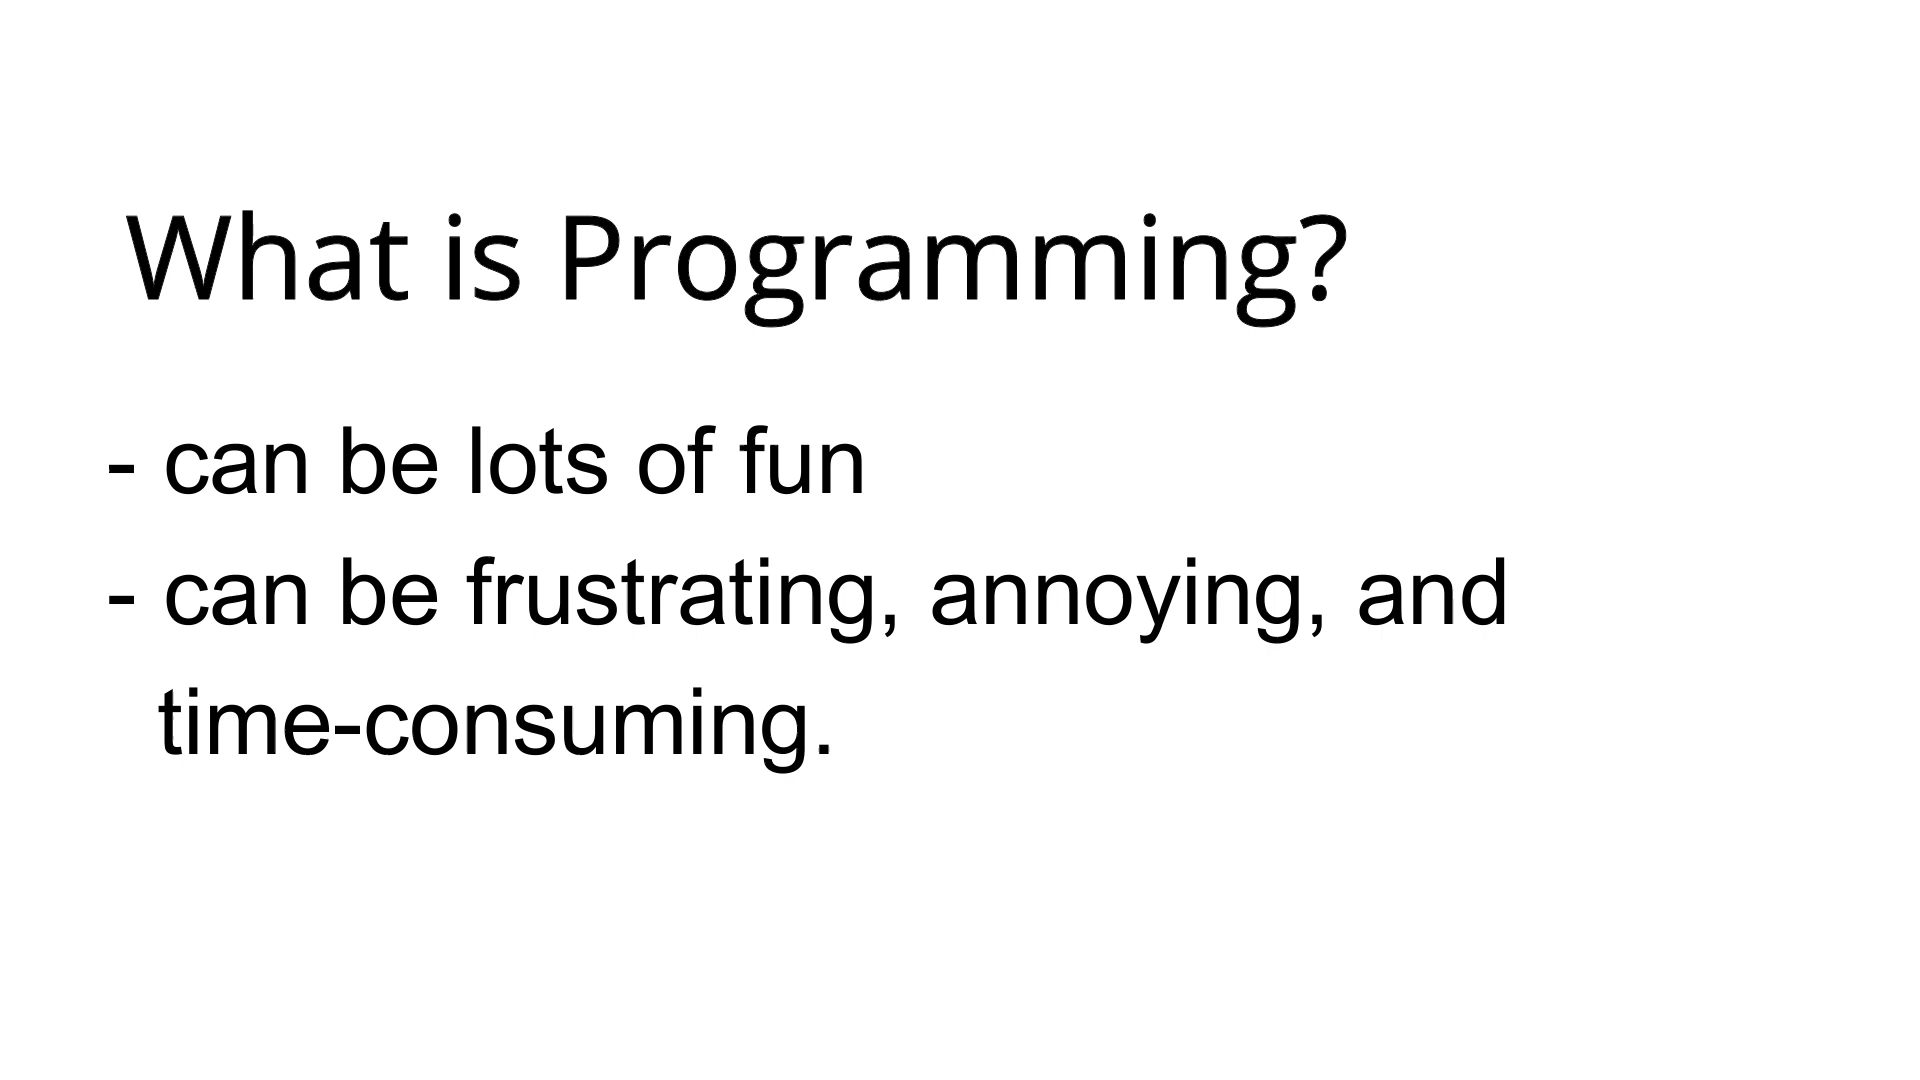 What is Programming?
- can be lots of fun
- can be frustrating, annoying, and
time-consuming.